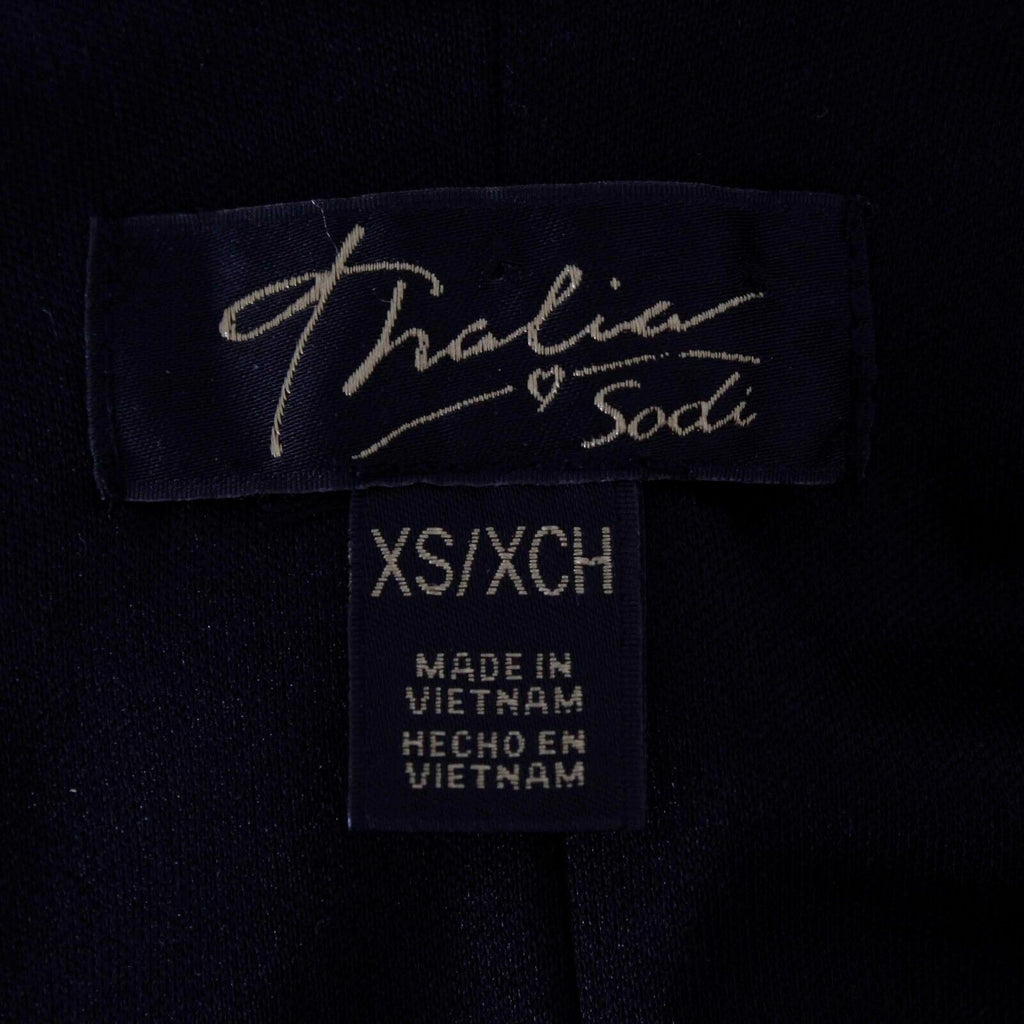 Thalia
Sodi
XS/XCH
MADE IN
VIETNAM
HECHO EN
VIETNAM